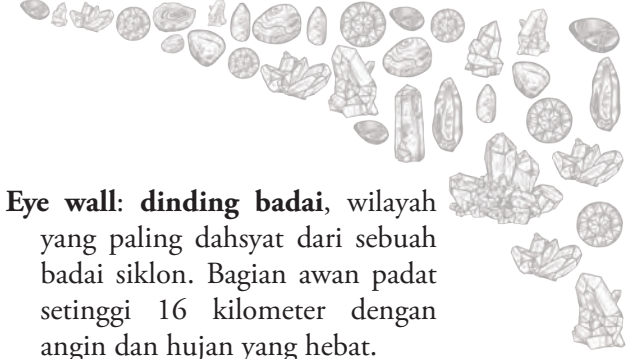 Eye wall: dinding badai, wilayah
yang paling dahsyat dari sebuah
badai siklon. Bagian awan padat
setinggi 16 kilometer dengan
angin dan hujan yang hebat.